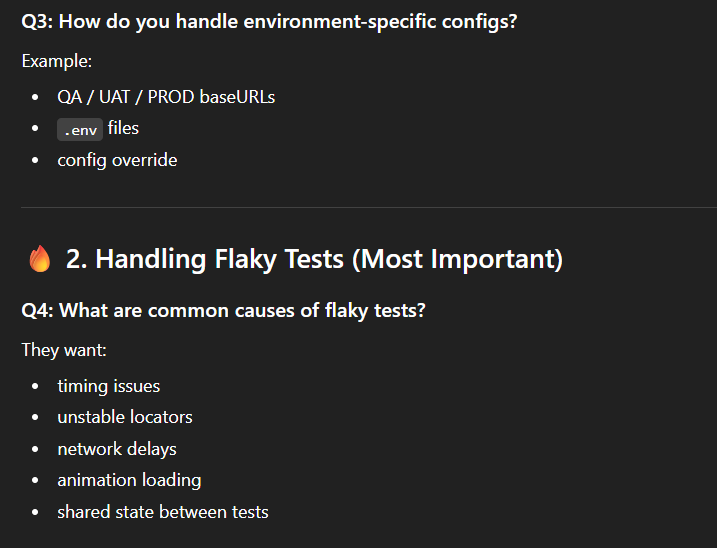 Q3: How do you handle environment-specific configs?
Example:
• QA / UAT / PROD baseURLs
• .env files
• config override
🔥 2. Handling Flaky Tests (Most Important)
Q4: What are common causes of flaky tests?
They want:
• timing issues
• unstable locators
• network delays
• animation loading
• shared state between tests